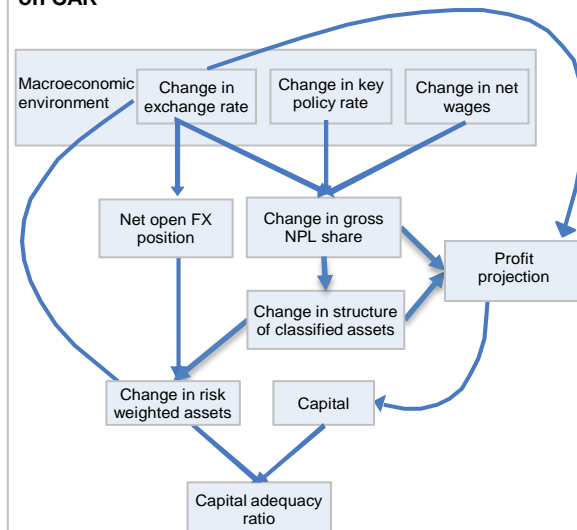 on CAR
Macroeconomic
environment
Change in
exchange rate
Change in key
policy rate
Change in net
wages
Net open FX
position
Change in gross
NPL share
Profit
projection
Change in structure
of classified assets
Change in risk
weighted assets
Capital
Capital adequacy
ratio